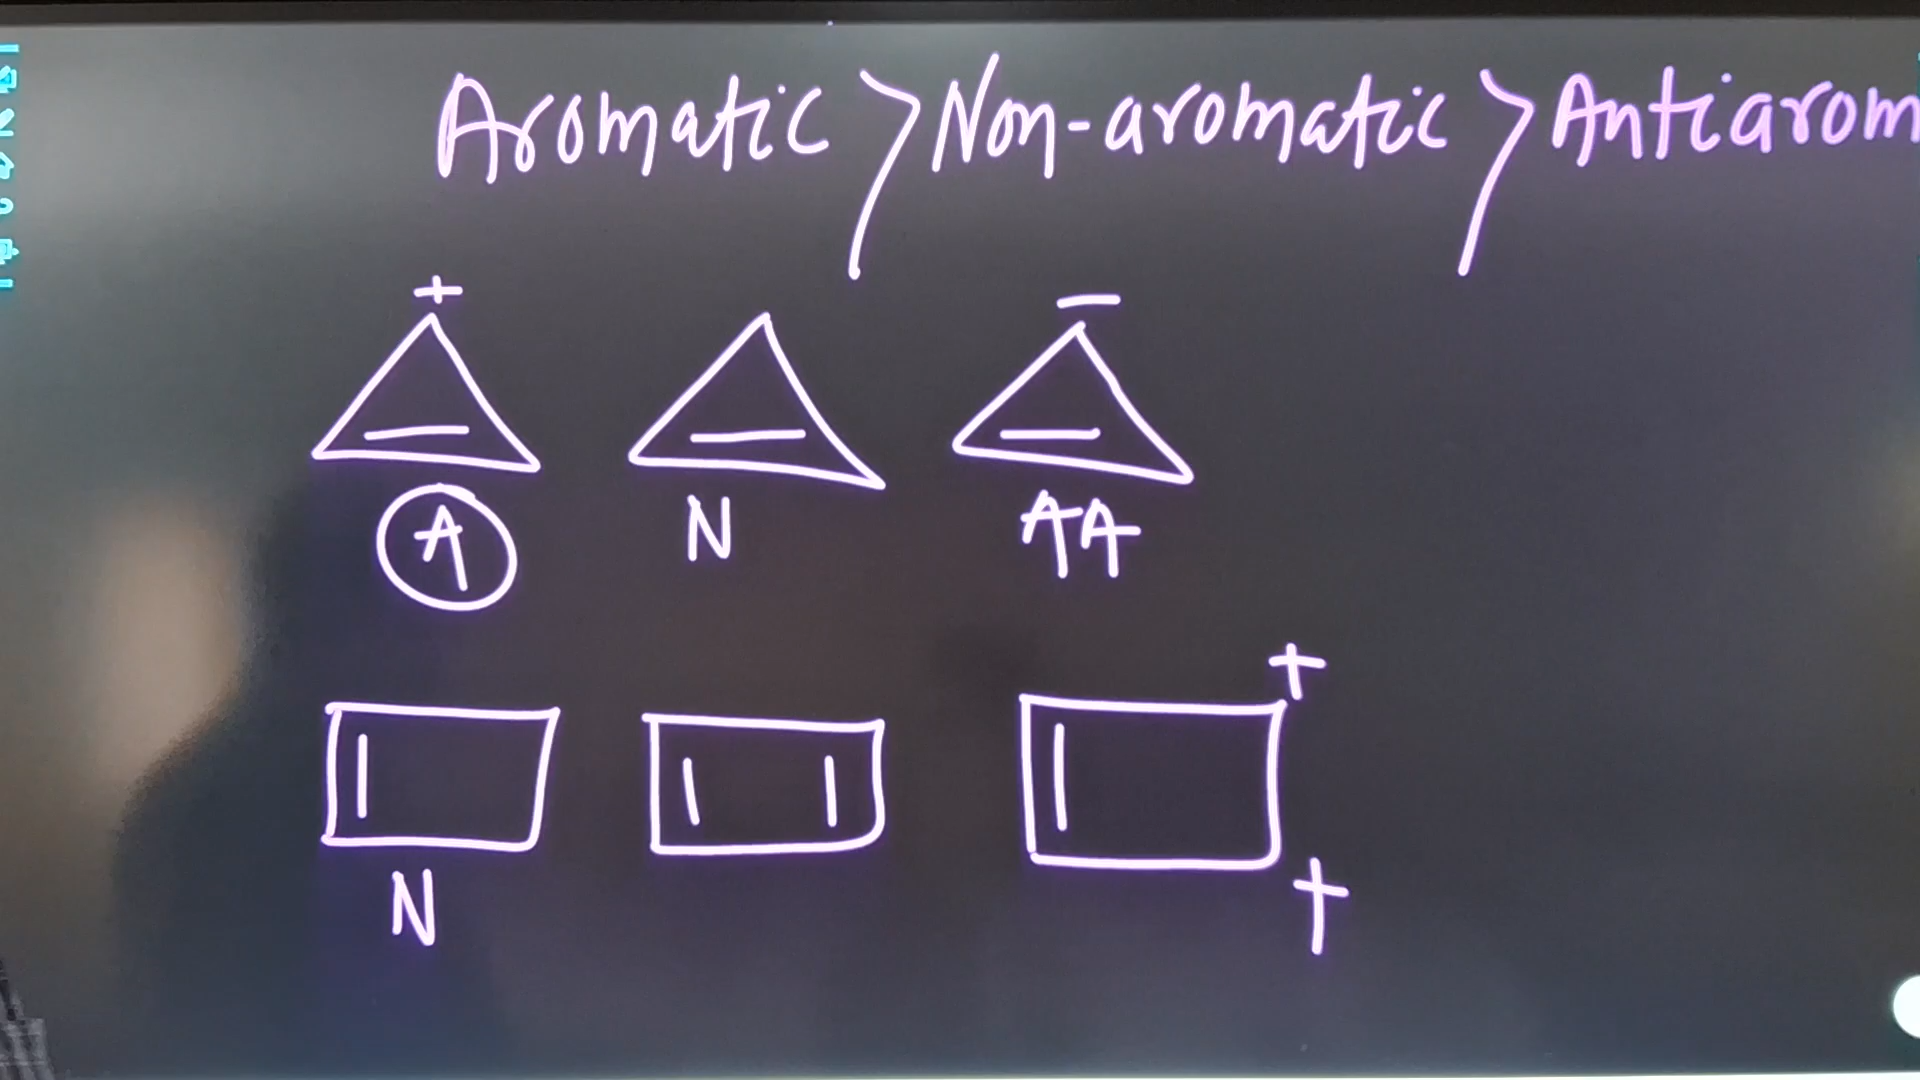 Aromatic > Non-aromatic > Antiarom
+ −
A N AA
+
N +